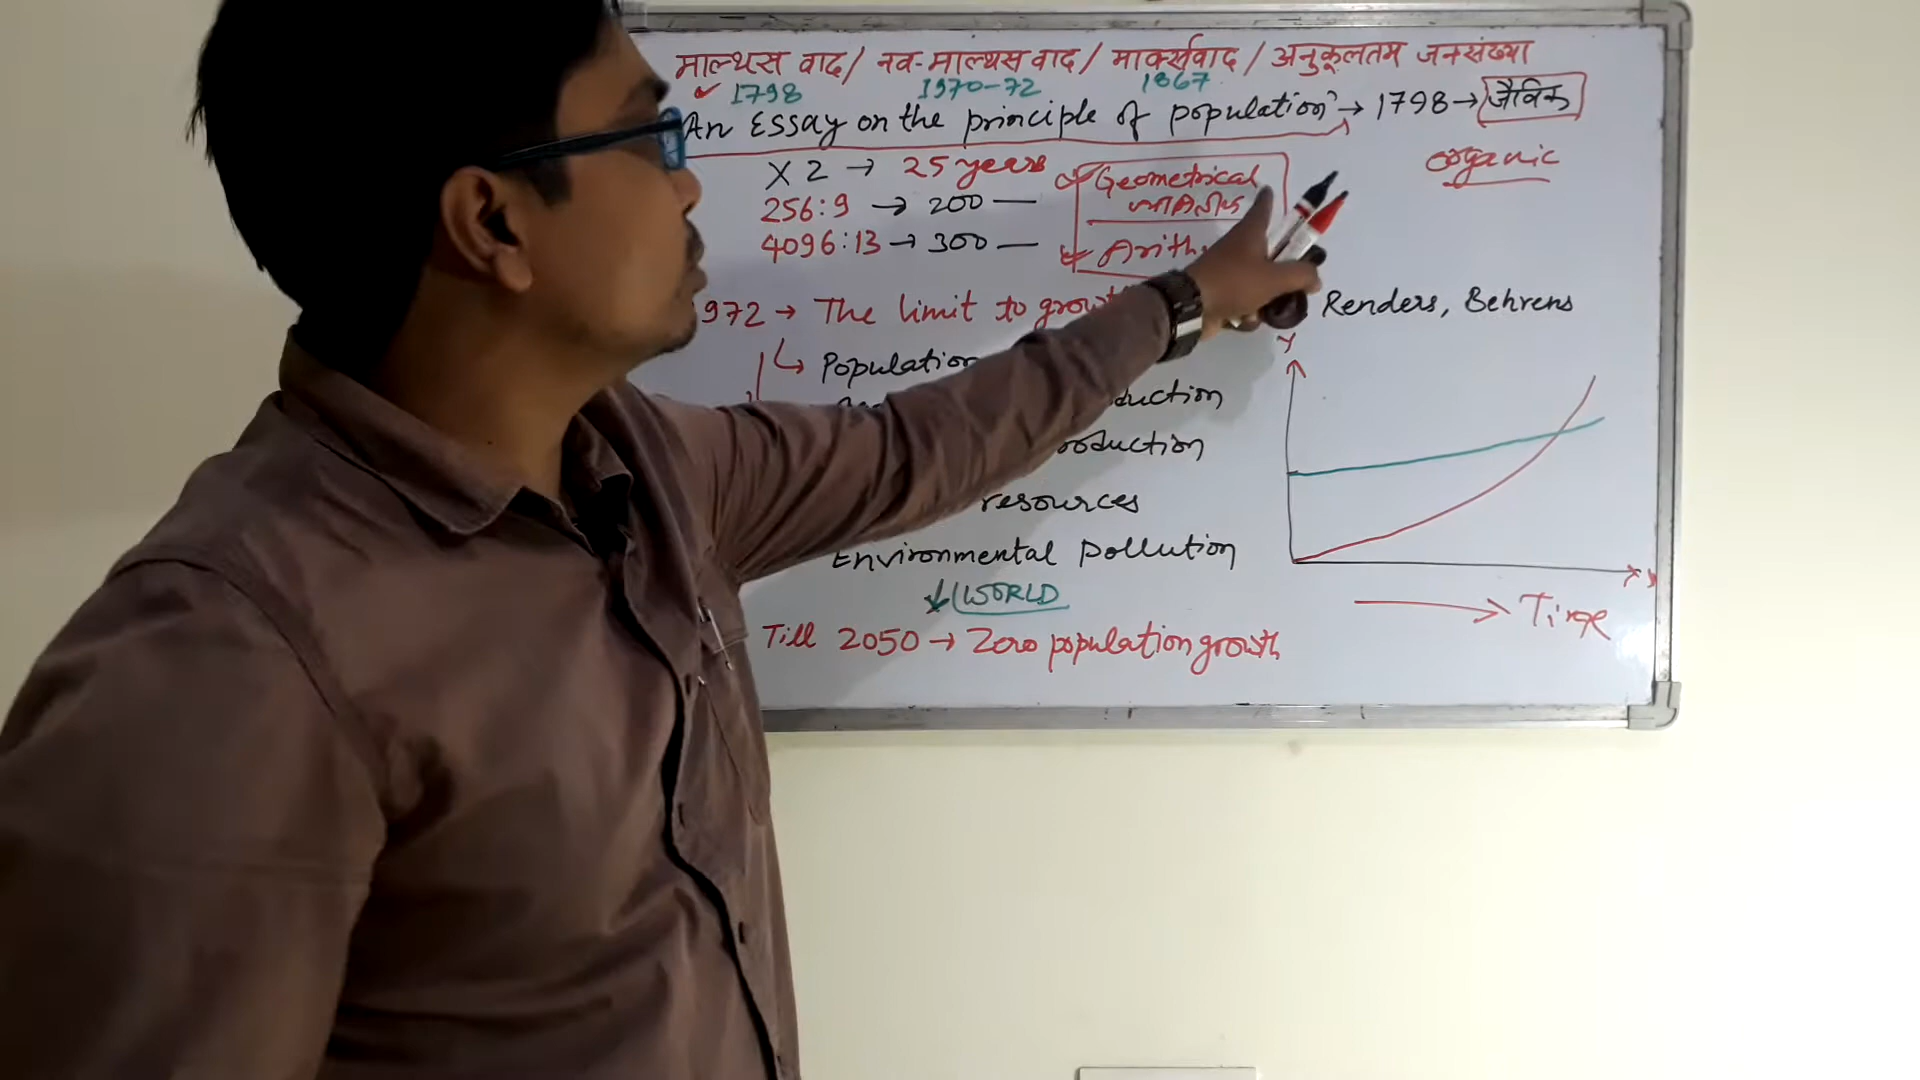 माल्थस वाद / नव-माल्थस वाद / मार्क्सवाद / अनुकूलतम जनसंख्या
1798 1970-72 1867
An Essay on the principle of population" → 1798 → जैविक
X 2 → 25 years Geometrical organic
256:9 → 200 —
4096:13 → 300 — Arith
972 → The limit to growt Renders, Behrens
↳ Population Y
duction
roduction
resources
Environmental pollution
↓ WORLD X
→ Time
Till 2050 → Zero population growth